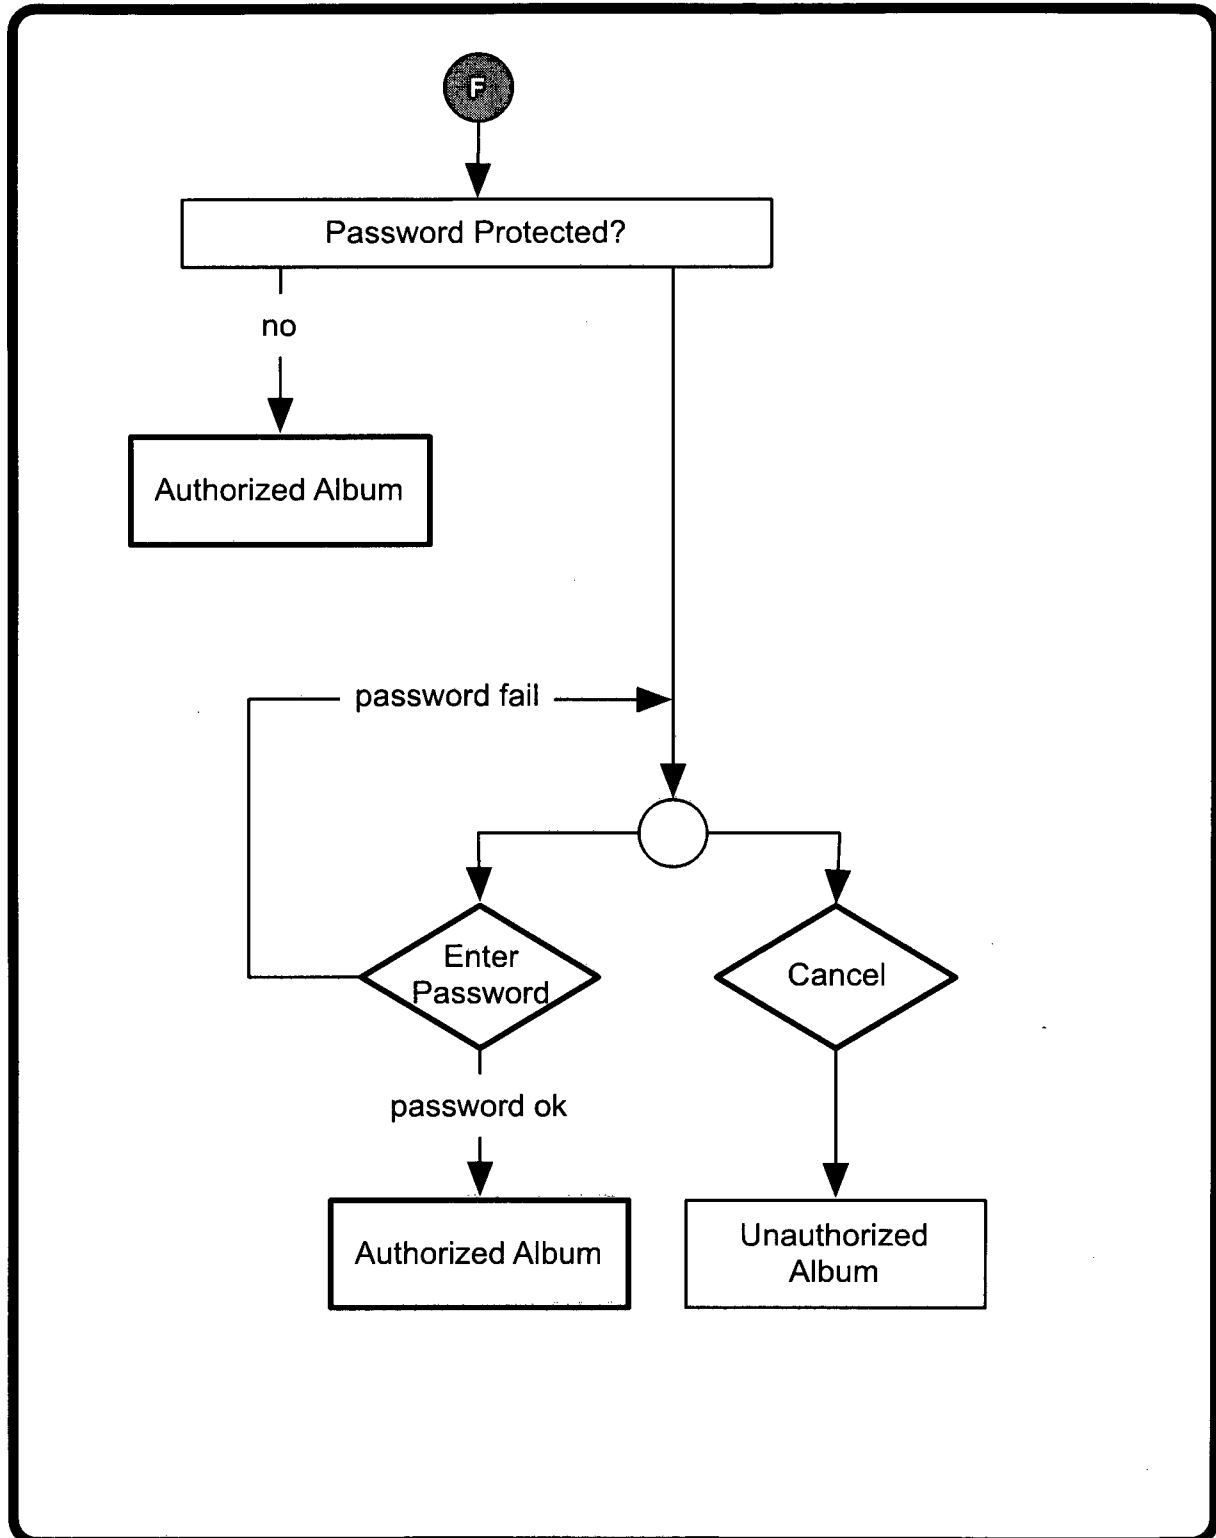 F
Password Protected?
no
Authorized Album
password fail
Enter
Password
Cancel
password ok
Authorized Album
Unauthorized
Album